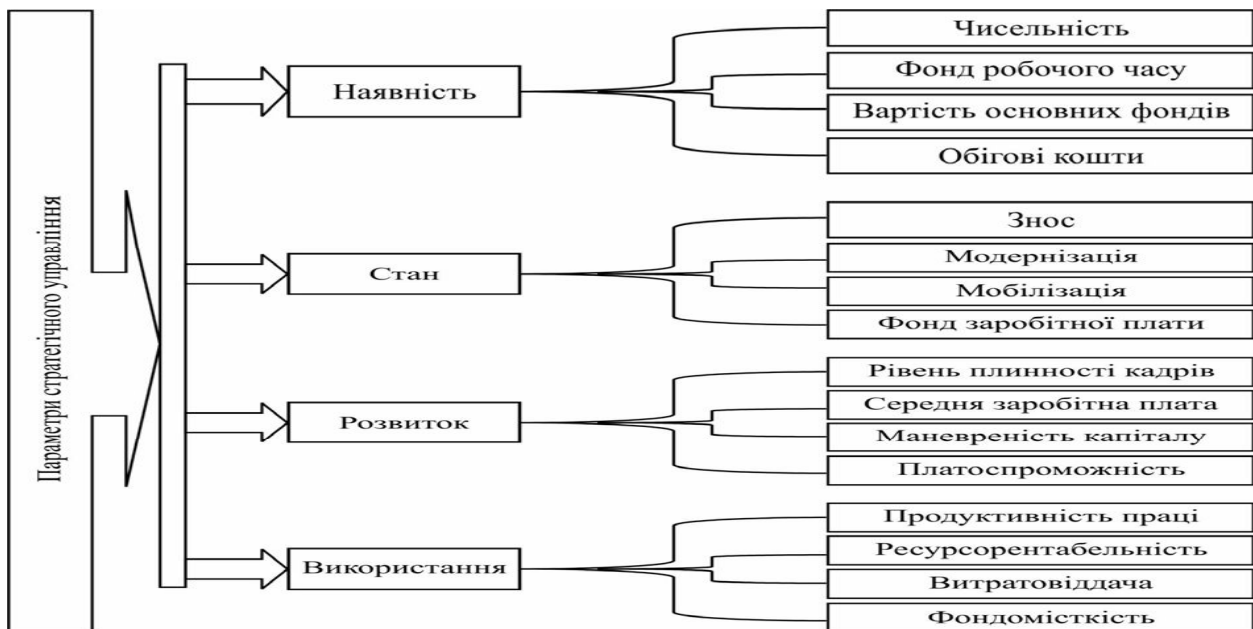 Параметри стратегічного управління
Наявність
Чисельність
Фонд робочого часу
Вартість основних фондів
Обігові кошти
Стан
Знос
Модернізація
Мобілізація
Фонд заробітної плати
Розвиток
Рівень плинності кадрів
Середня заробітна плата
Маневреність капіталу
Платоспроможність
Використання
Продуктивність праці
Ресурсорентабельність
Витратовіддача
Фондомісткість